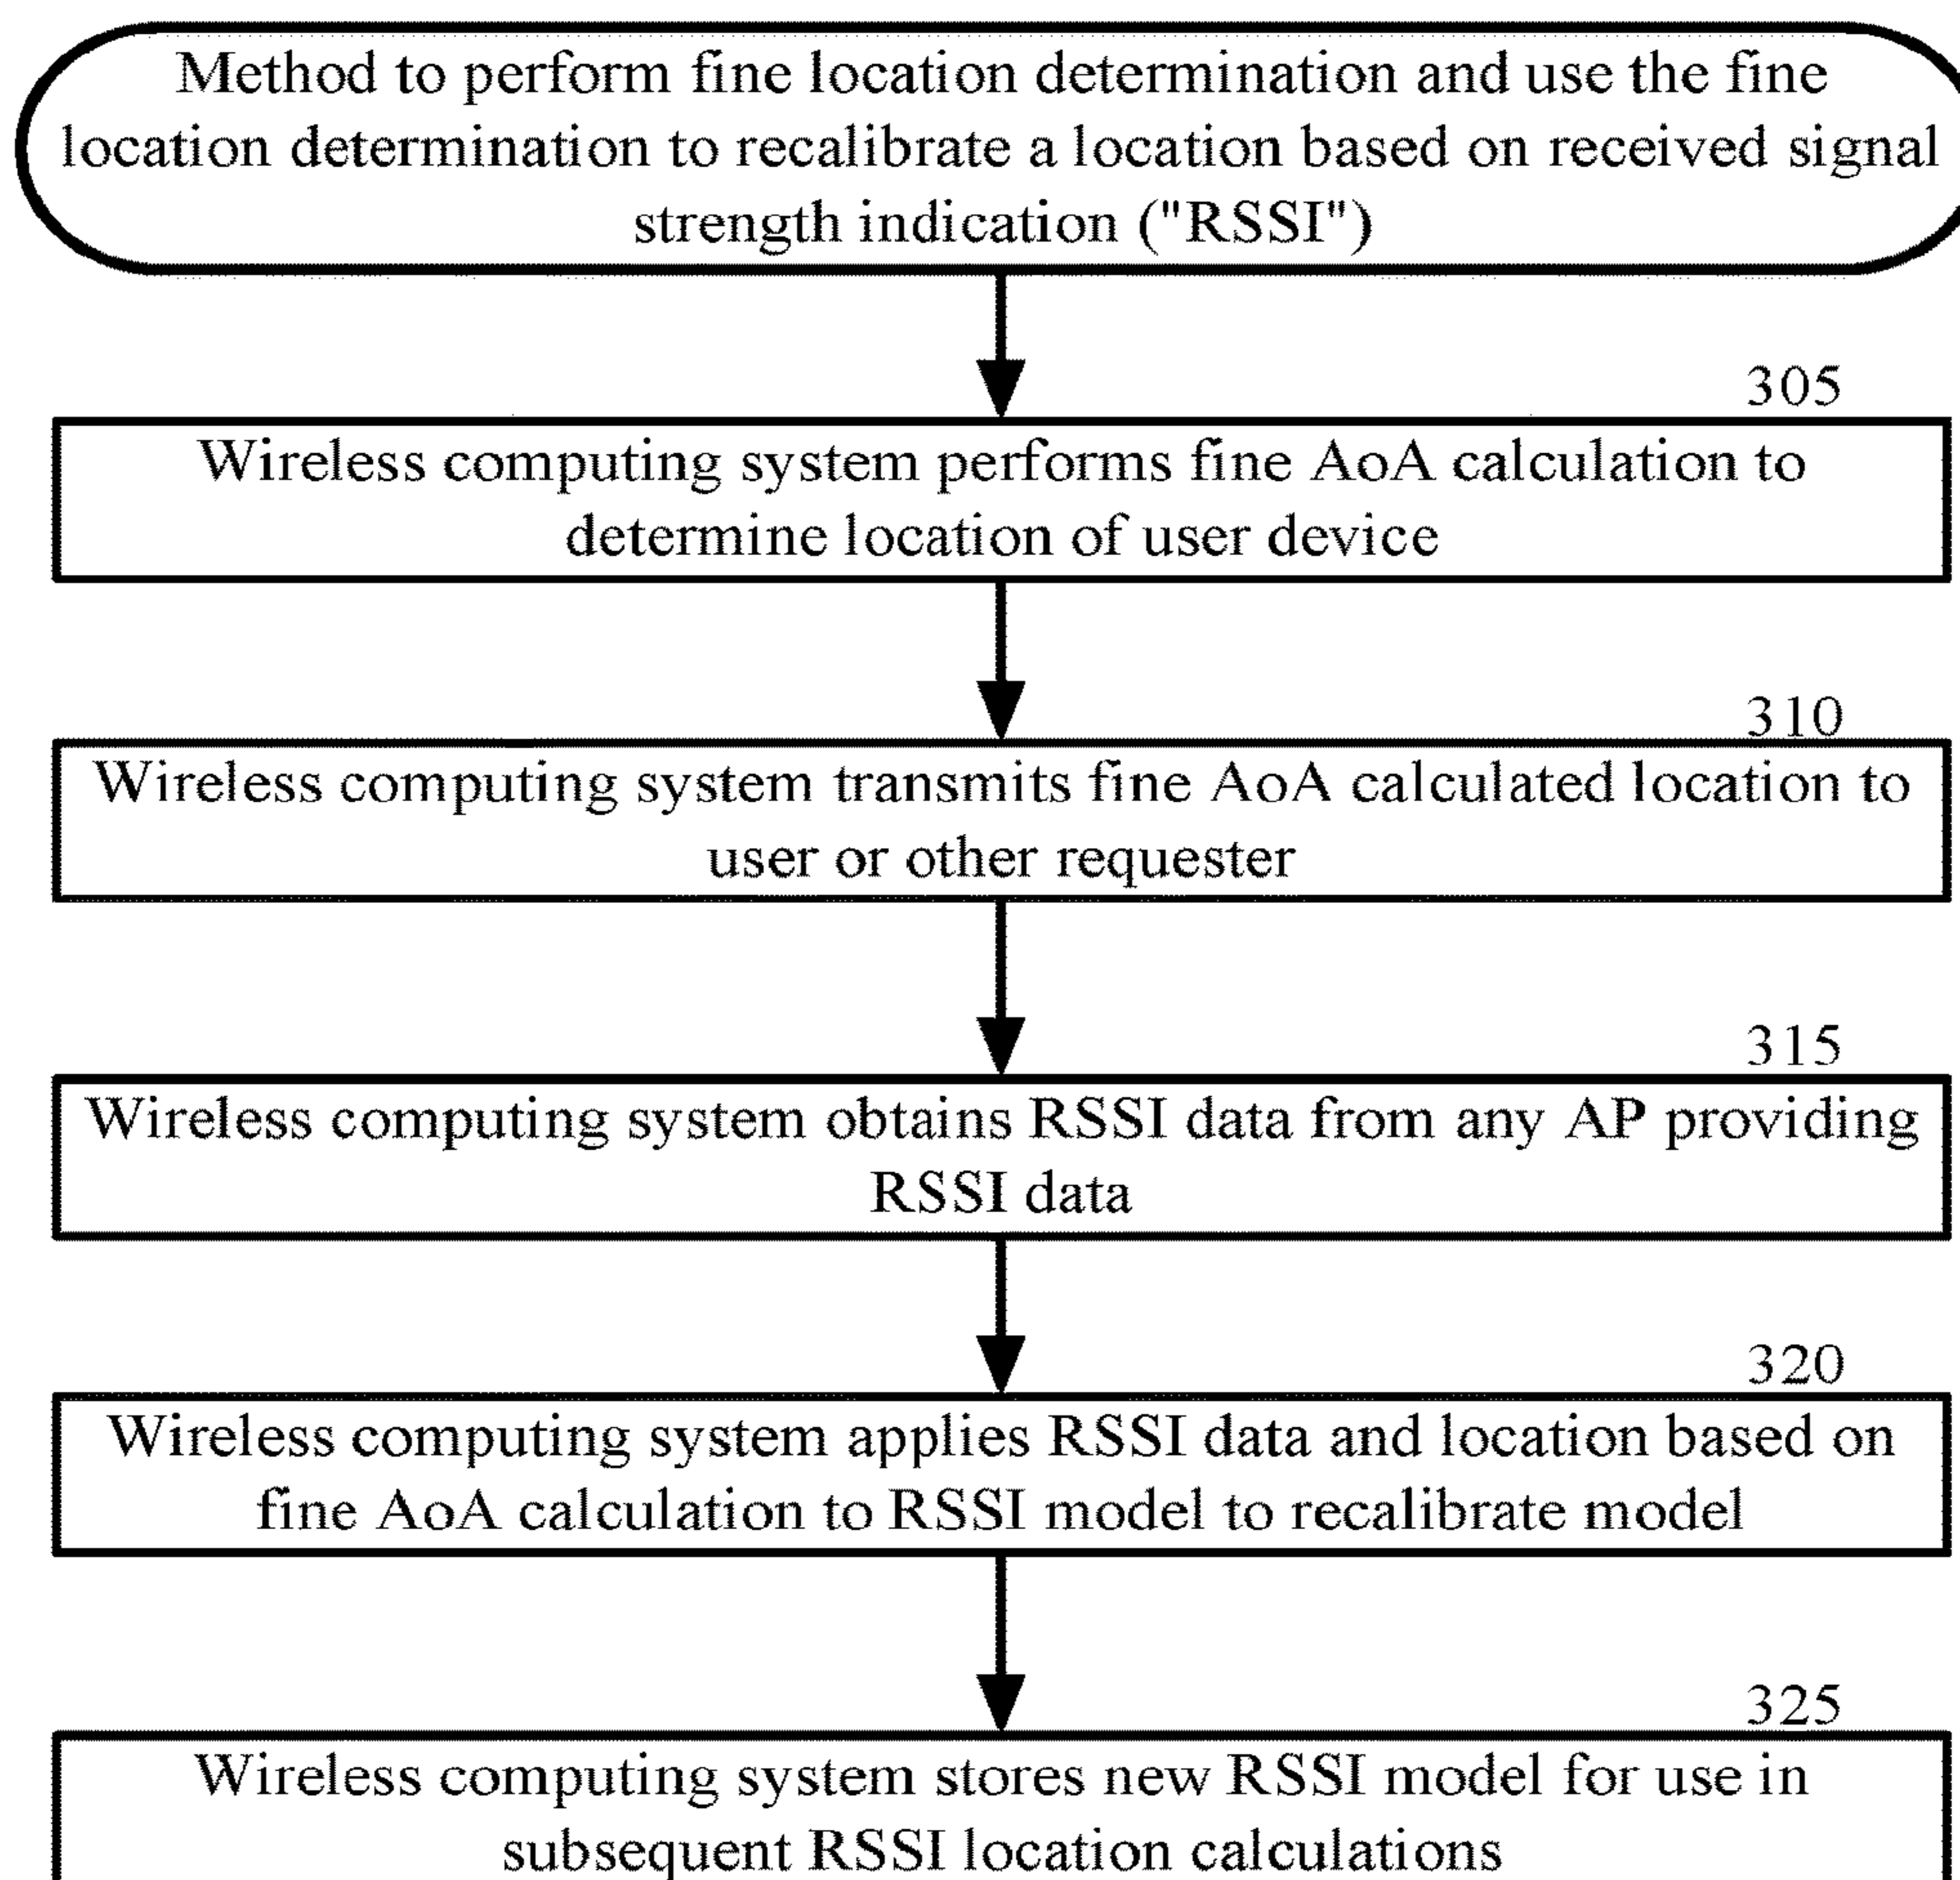 Method to perform fine location determination and use the fine
location determination to recalibrate a location based on received signal
strength indication ("RSSI")
305
Wireless computing system performs fine AoA calculation to
determine location of user device
310
Wireless computing system transmits fine AoA calculated location to
user or other requester
315
Wireless computing system obtains RSSI data from any AP providing
RSSI data
320
Wireless computing system applies RSSI data and location based on
fine AoA calculation to RSSI model to recalibrate model
325
Wireless computing system stores new RSSI model for use in
subsequent RSSI location calculations